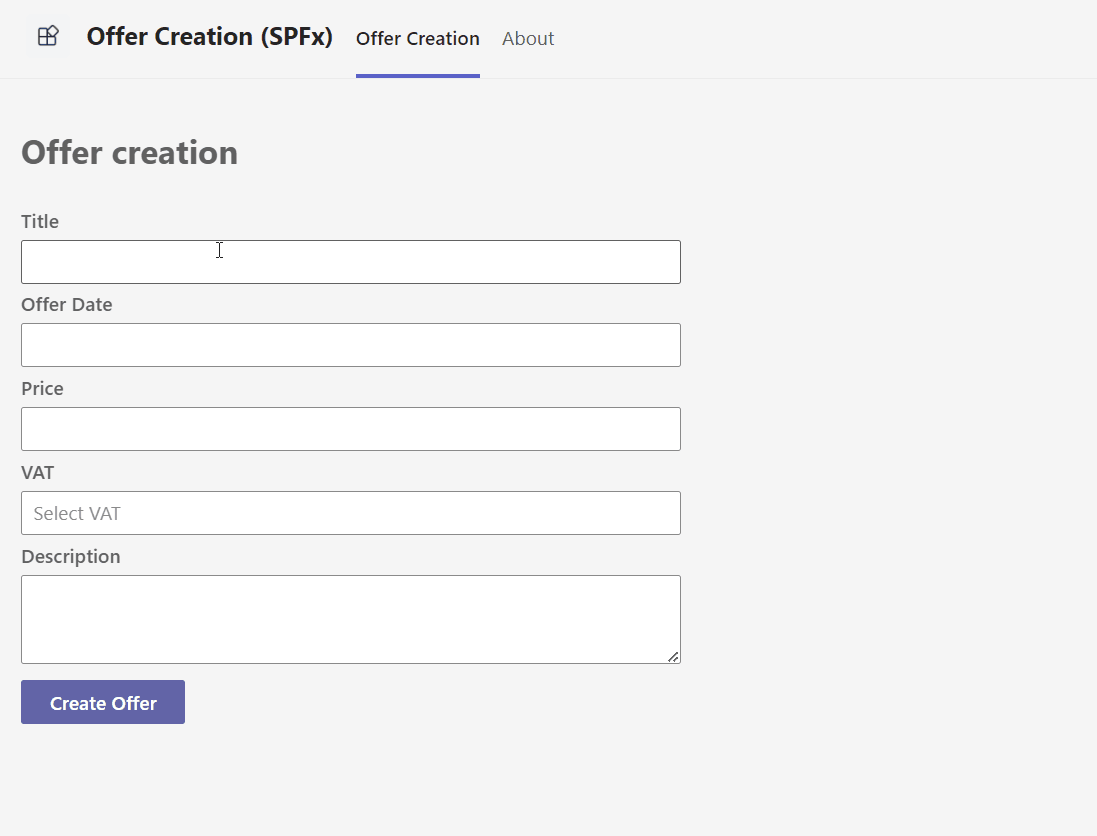 Offer Creation (SPFx) Offer Creation About
Offer creation
Title
Offer Date
Price
VAT
Select VAT
Description
Create Offer